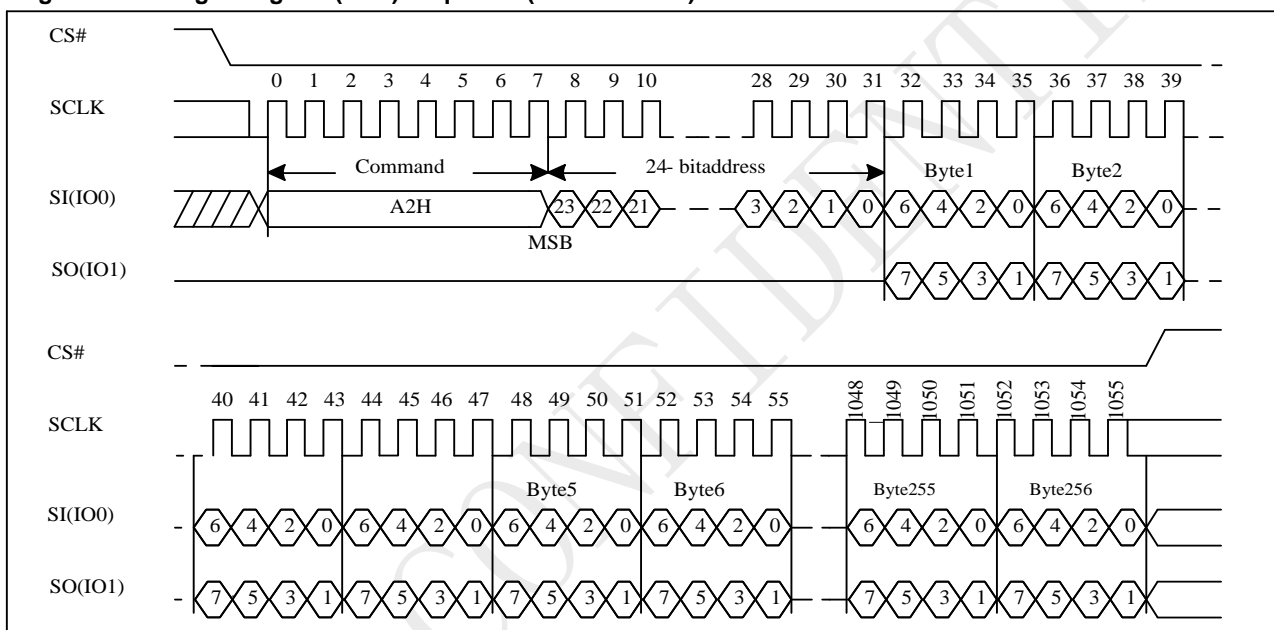 CS#
0 1 2 3 4 5 6 7 8 9 10 28 29 30 31 32 33 34 35 36 37 38 39
SCLK
Command 24- bitaddress Byte1 Byte2
SI(IO0) A2H 23 22 21 3 2 1 0 6 4 2 0 6 4 2 0
MSB
SO(IO1) 7 5 3 1 7 5 3 1
CS#
40 41 42 43 44 45 46 47 48 49 50 51 52 53 54 55 1048 1049 1050 1051 1052 1053 1054 1055
SCLK
Byte5 Byte6 Byte255 Byte256
SI(IO0) 6 4 2 0 6 4 2 0 6 4 2 0 6 4 2 0 6 4 2 0 6 4 2 0
SO(IO1) 7 5 3 1 7 5 3 1 7 5 3 1 7 5 3 1 7 5 3 1 7 5 3 1
CONFIDENTI